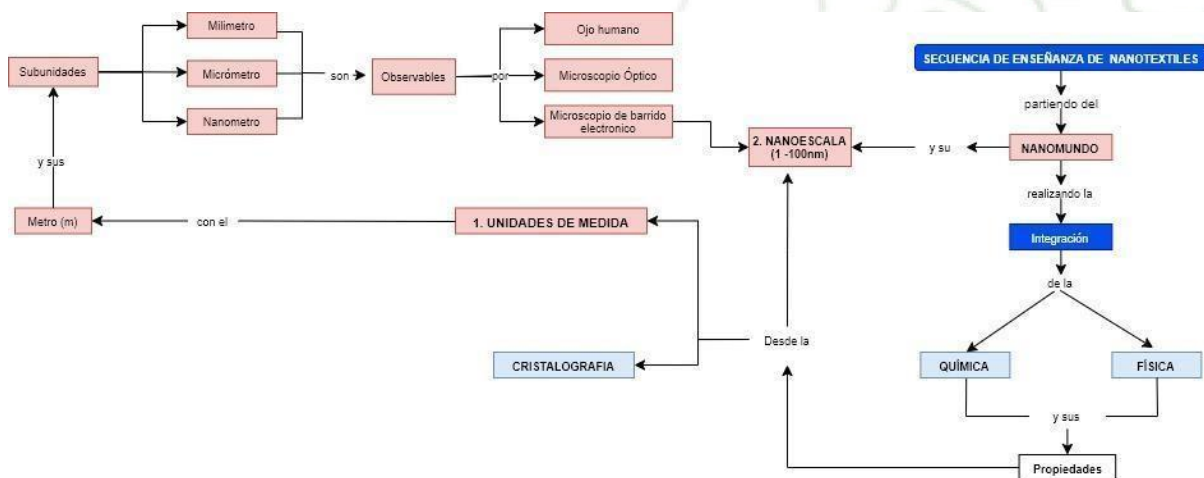 SECUENCIA DE ENSEÑANZA DE NANOTEXTILES
partiendo del
NANOMUNDO
y su
2. NANOESCALA
(1 -100nm)
realizando la
Integración
de la
QUÍMICA
FÍSICA
y sus
Propiedades
Desde la
1. UNIDADES DE MEDIDA
CRISTALOGRAFIA
con el
Metro (m)
y sus
Subunidades
Milimetro
Micrómetro
Nanometro
son
Observables
por
Ojo humano
Microscopio Óptico
Microscopio de barrido
electronico